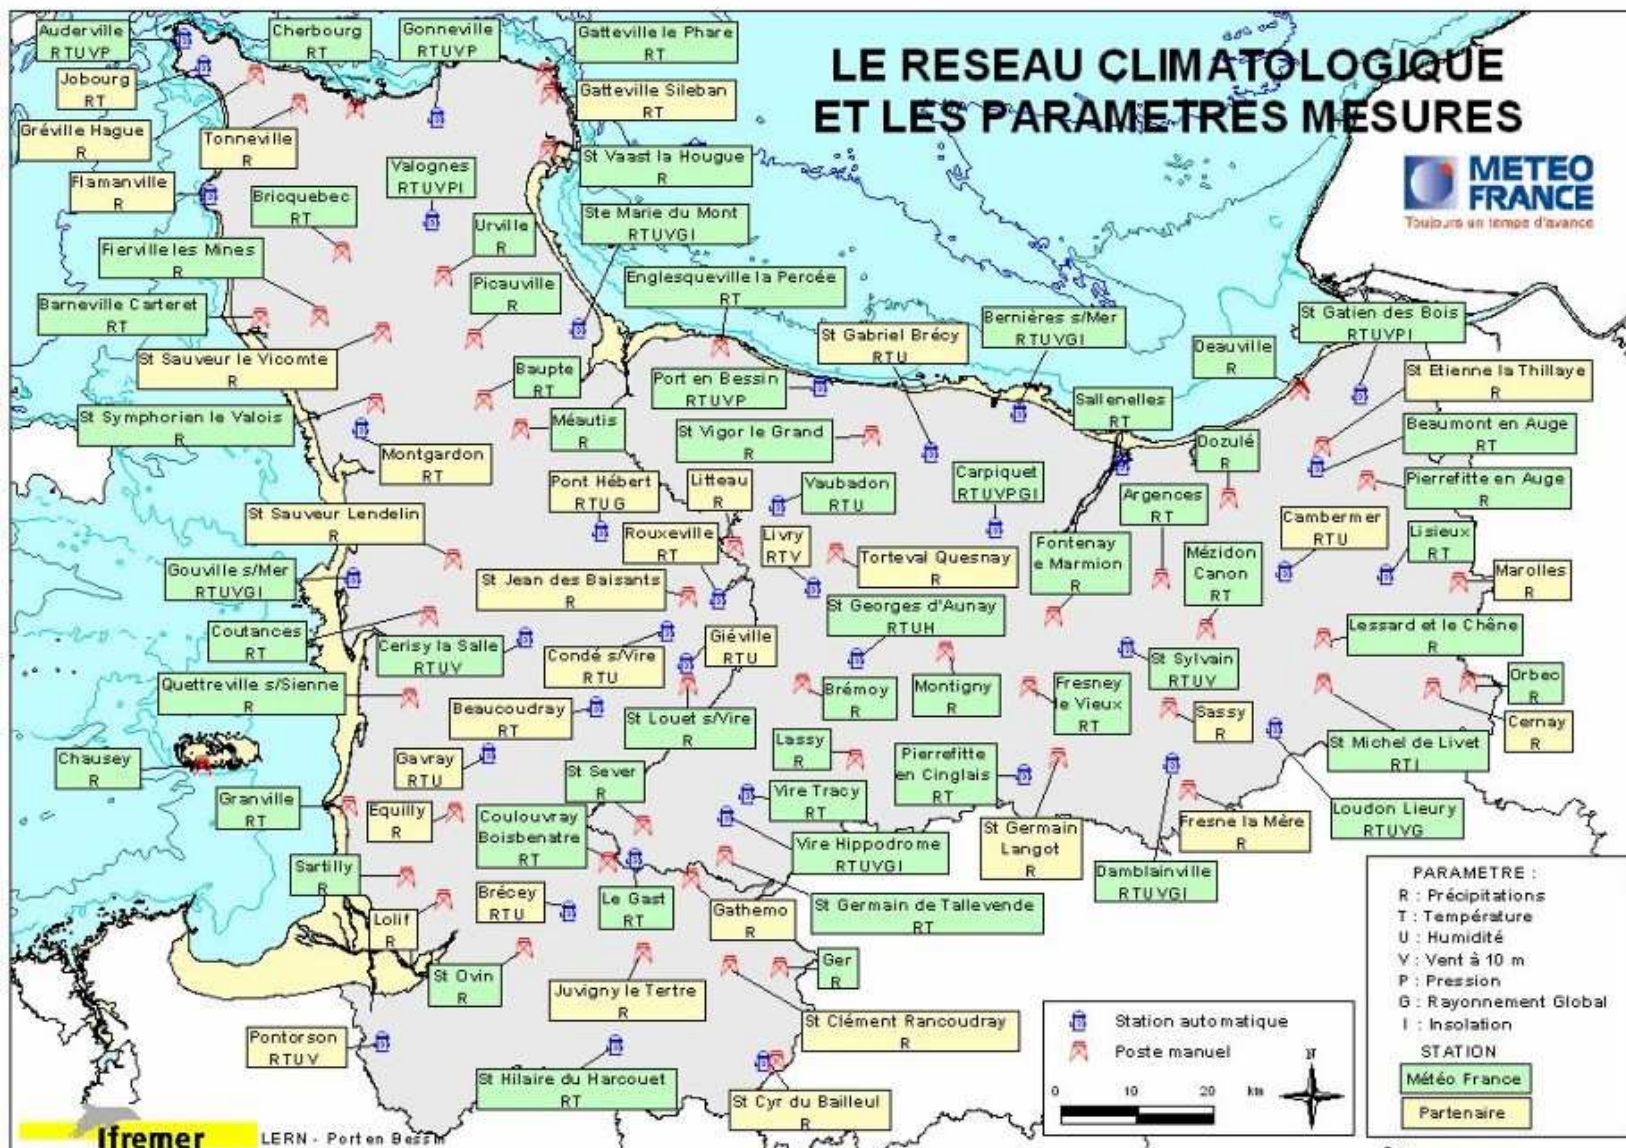 LE RESEAU CLIMATOLOGIQUE
ET LES PARAMETRES MESURES
METEO
FRANCE
Toujours un temps d'avance
Auderville
RTUVP
Cherbourg
RT
Gonneville
RTUVP
Gatteville le Phare
RT
Jobourg
RT
Gatteville Sileban
RT
Gréville Hague
R
Tonneville
R
St Vaast la Hougue
R
Flamanville
R
Valognes
RTUVPI
Bricquebec
RT
Urville
R
Ste Marie du Mont
RTUVGI
Fierville les Mines
R
Picauville
R
Englesqueville la Percée
RT
Barneville Carteret
RT
St Sauveur le Vicomte
R
St Gabriel Brécy
RTU
Bernières s/Mer
RTUVGI
St Gatien des Bois
RTUVPI
Deauville
R
St Etienne la Thillaye
R
Baupte
RT
Port en Bessin
RTUVP
Sallenelles
RT
St Symphorien le Valois
R
Méautis
R
St Vigor le Grand
R
Beaumont en Auge
RT
Dozulé
R
Montgardon
RT
Pont Hébert
RTUG
Litteau
R
Vaubadon
RTU
Carpiquet
RTUVPGI
Argences
RT
Pierrefitte en Auge
R
St Sauveur Lendelin
R
Rouxeville
RT
Livry
RTV
Torteval Quesnay
R
Fontenay
e Marmion
R
Mézidon
Canon
RT
Cambermer
RTU
Lisieux
RT
Marolles
R
Gouville s/Mer
RTUVGI
St Jean des Baisants
R
St Georges d'Aunay
RTUH
Coutances
RT
Cerisy la Salle
RTUV
Condé s/Vire
RTU
Giéville
RTU
St Sylvain
RTUV
Lessard et le Chêne
R
Quettreville s/Sienne
R
Beaucoudray
RT
St Louet s/Vire
R
Brémoy
R
Montigny
R
Fresney
le Vieux
RT
Sassy
R
Orbec
R
Cernay
R
Chausey
R
Gavray
RTU
St Sever
R
Lassy
R
Pierrefitte
en Cinglais
RT
St Michel de Livet
RTI
Granville
RT
Equilly
R
Coulouvray
Boisbenatre
RT
Vire Tracy
RT
Vire Hippodrome
RTUVGI
St Germain
Langot
R
Fresne la Mère
R
Loudon Lieury
RTUVG
Sartilly
R
Brécey
RTU
Le Gast
RT
Gathemo
R
St Germain de Tallevende
RT
Damblainville
RTUVGI
Lolif
R
St Ovin
R
Juvigny le Tertre
R
Ger
R
St Clément Rancoudray
R
Pontorson
RTUV
St Hilaire du Harcouet
RT
St Cyr du Bailleul
R
Station automatique
Poste manuel
N
0 10 20 km
PARAMETRE :
R : Précipitations
T : Température
U : Humidité
V : Vent à 10 m
P : Pression
G : Rayonnement Global
I : Insolation
STATION
Météo France
Partenaire
Ifremer
LERN - Port en Bessin